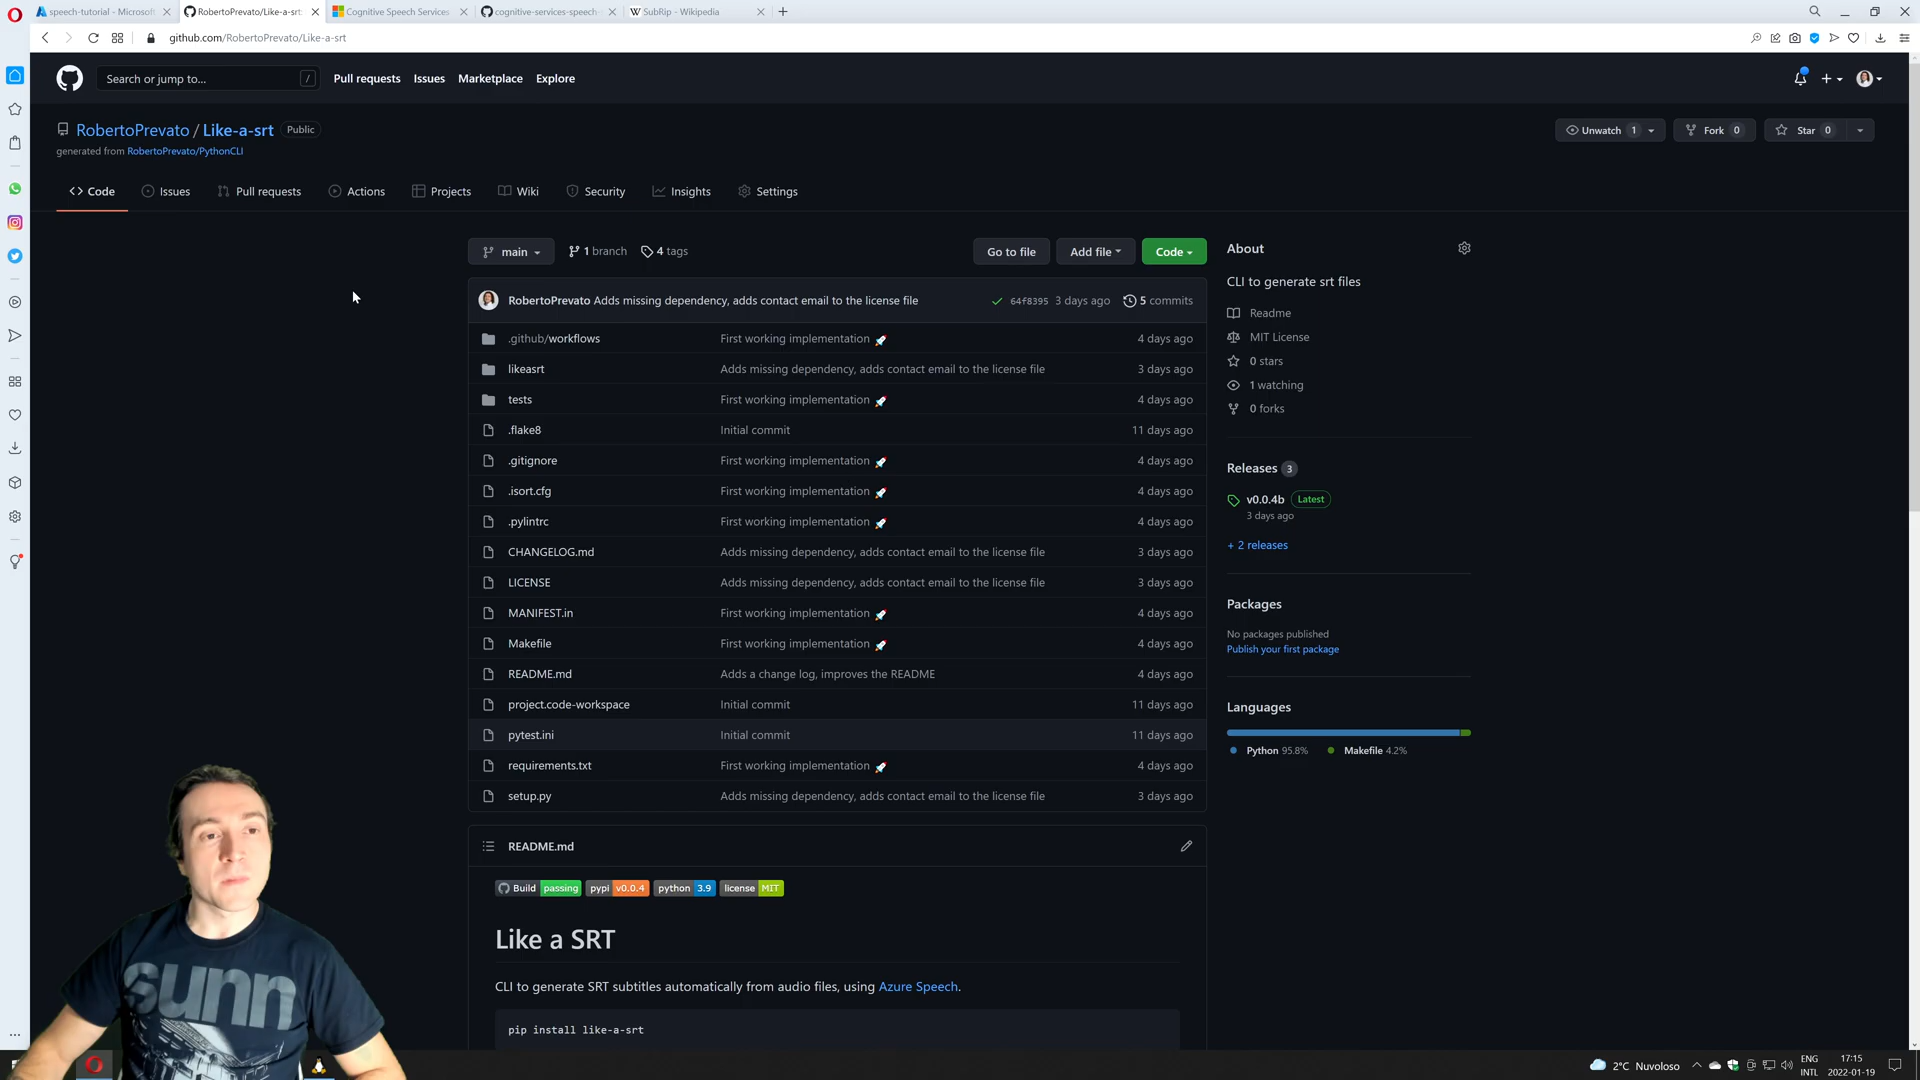 speech-tutorial - Microsof
RobertoPrevato/Like-a-srt:
Cognitive Speech Services
cognitive-services-speech-
SubRip - Wikipedia
github.com/RobertoPrevato/Like-a-srt
Search or jump to...
/
Pull requests
Issues
Marketplace
Explore
RobertoPrevato / Like-a-srt Public
generated from RobertoPrevato/PythonCLI
Unwatch 1
Fork 0
Star 0
Code
Issues
Pull requests
Actions
Projects
Wiki
Security
Insights
Settings
main
1 branch
4 tags
Go to file
Add file
Code
RobertoPrevato Adds missing dependency, adds contact email to the license file
64f8395 3 days ago
5 commits
.github/workflows First working implementation 4 days ago
likeasrt Adds missing dependency, adds contact email to the license file 3 days ago
tests First working implementation 4 days ago
.flake8 Initial commit 11 days ago
.gitignore First working implementation 4 days ago
.isort.cfg First working implementation 4 days ago
.pylintrc First working implementation 4 days ago
CHANGELOG.md Adds missing dependency, adds contact email to the license file 3 days ago
LICENSE Adds missing dependency, adds contact email to the license file 3 days ago
MANIFEST.in First working implementation 4 days ago
Makefile First working implementation 4 days ago
README.md Adds a change log, improves the README 4 days ago
project.code-workspace Initial commit 11 days ago
pytest.ini Initial commit 11 days ago
requirements.txt First working implementation 4 days ago
setup.py Adds missing dependency, adds contact email to the license file 3 days ago
README.md
Build passing pypi v0.0.4 python 3.9 license MIT
Like a SRT
CLI to generate SRT subtitles automatically from audio files, using Azure Speech.
pip install like-a-srt
About
CLI to generate srt files
Readme
MIT License
0 stars
1 watching
0 forks
Releases 3
v0.0.4b Latest
3 days ago
+ 2 releases
Packages
No packages published
Publish your first package
Languages
Python 95.8%
Makefile 4.2%
sunn
2°C Nuvoloso
ENG
INTL
17:15
2022-01-19